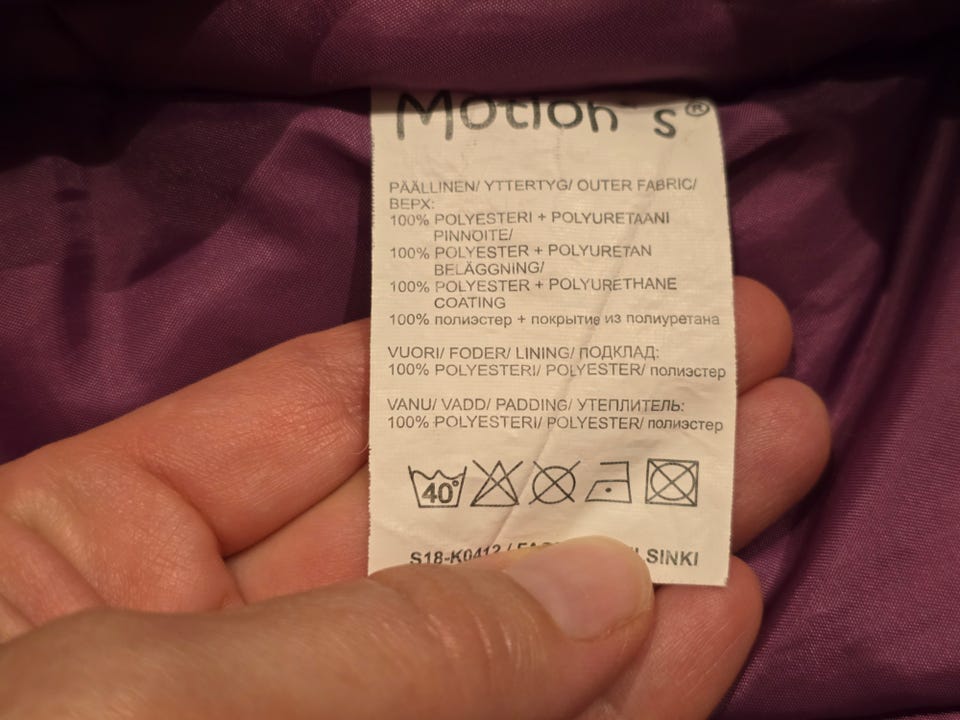 Motion s®
PÄÄLLINEN/ YTTERTYG/ OUTER FABRIC/
ВЕРХ:
100% POLYESTERI + POLYURETAANI
PINNOITE/
100% POLYESTER + POLYURETAN
BELÄGGNING/
100% POLYESTER + POLYURETHANE
COATING
100% полиэстер + покрытие из полиуретана
VUORI/ FODER/ LINING/ ПОДКЛАД:
100% POLYESTERI/ POLYESTER/ полиэстер
VANU/ VADD/ PADDING/ УТЕПЛИТЕЛЬ:
100% POLYESTERI/ POLYESTER/ полиэстер
40°
S18-K0412 /